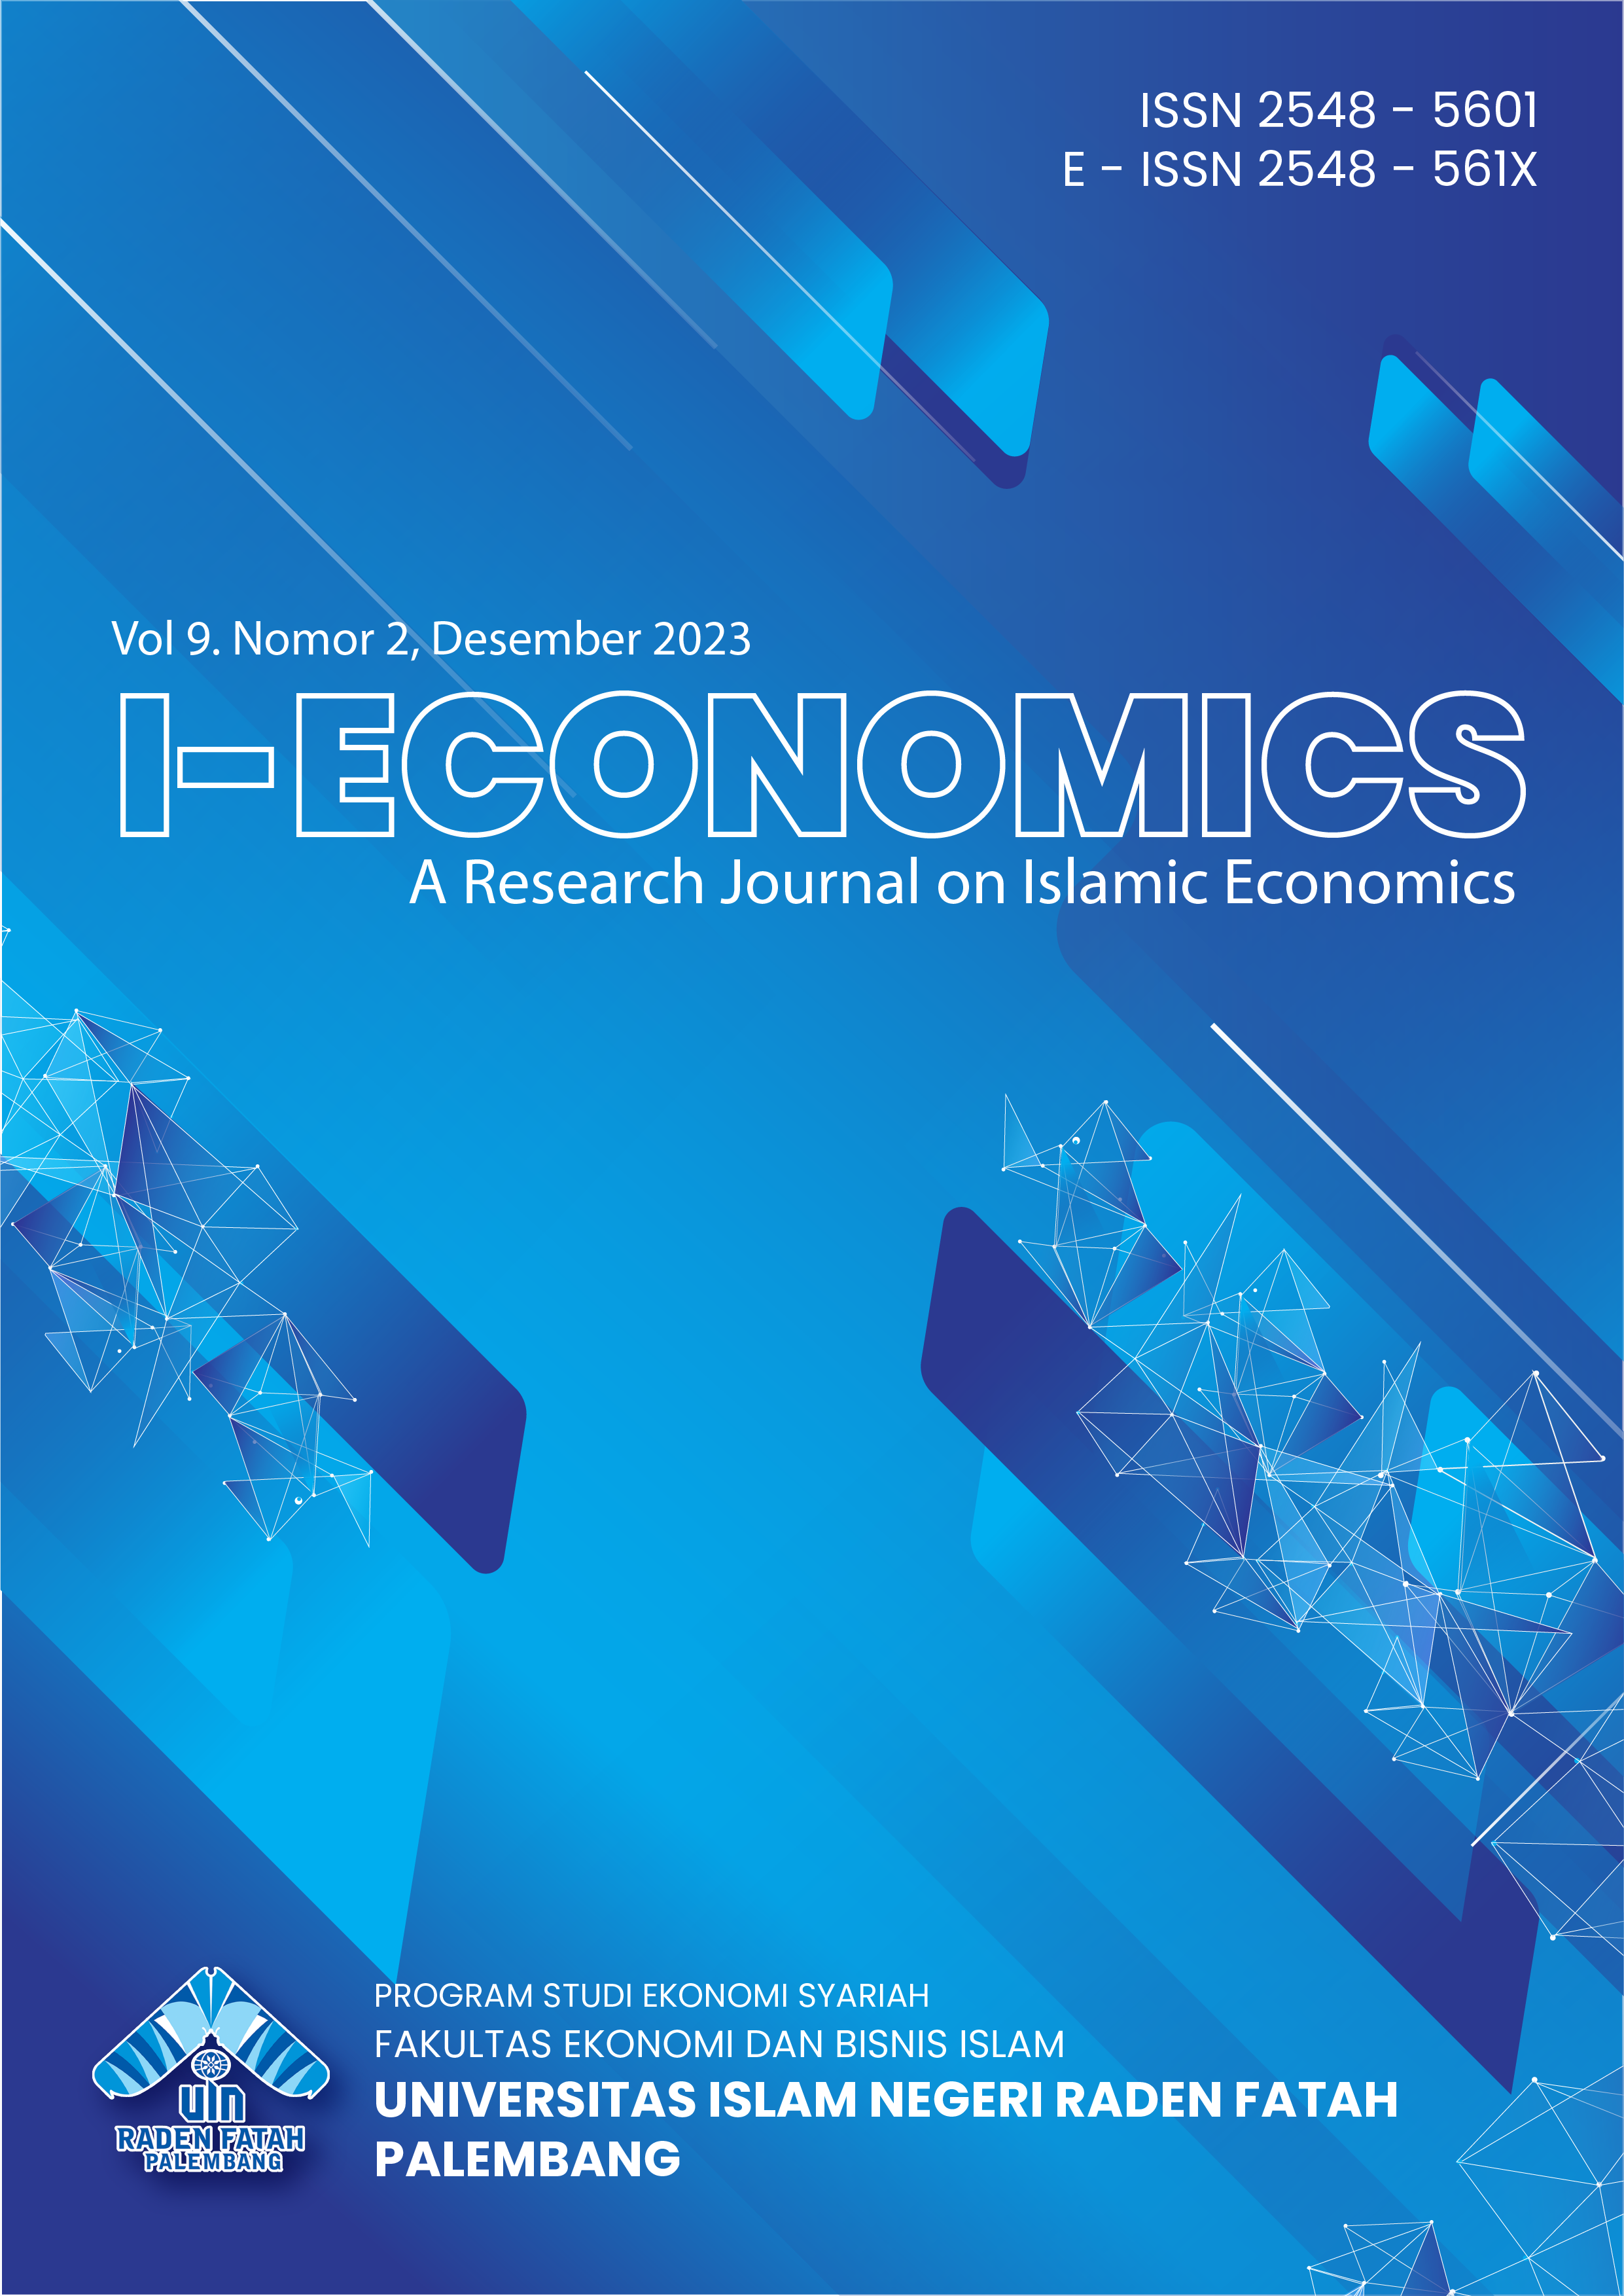 ISSN 2548 - 5601
E - ISSN 2548 - 561X
Vol 9. Nomor 2, Desember 2023
I-ECONOMICS
A Research Journal on Islamic Economics
PROGRAM STUDI EKONOMI SYARIAH
FAKULTAS EKONOMI DAN BISNIS ISLAM
UNIVERSITAS ISLAM NEGERI RADEN FATAH
PALEMBANG
UIN
RADEN FATAH
PALEMBANG